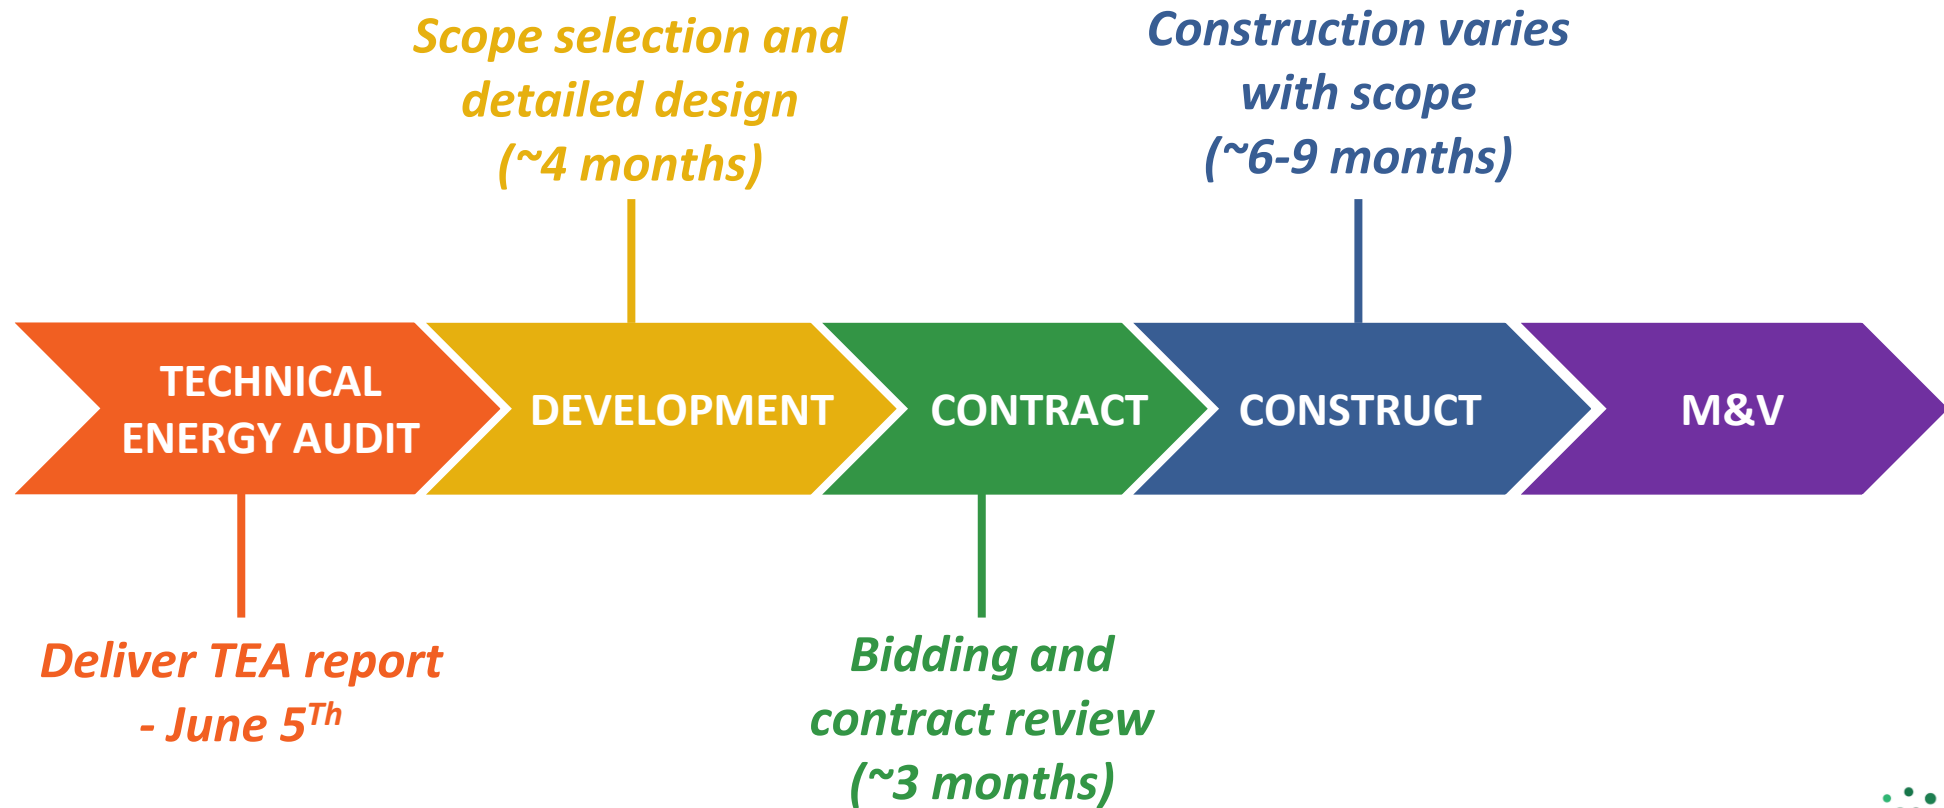 Scope selection and
detailed design
(~4 months)
Construction varies
with scope
(~6-9 months)
TECHNICAL
ENERGY AUDIT
DEVELOPMENT
CONTRACT
CONSTRUCT
M&V
Deliver TEA report
- June 5Th
Bidding and
contract review
(~3 months)